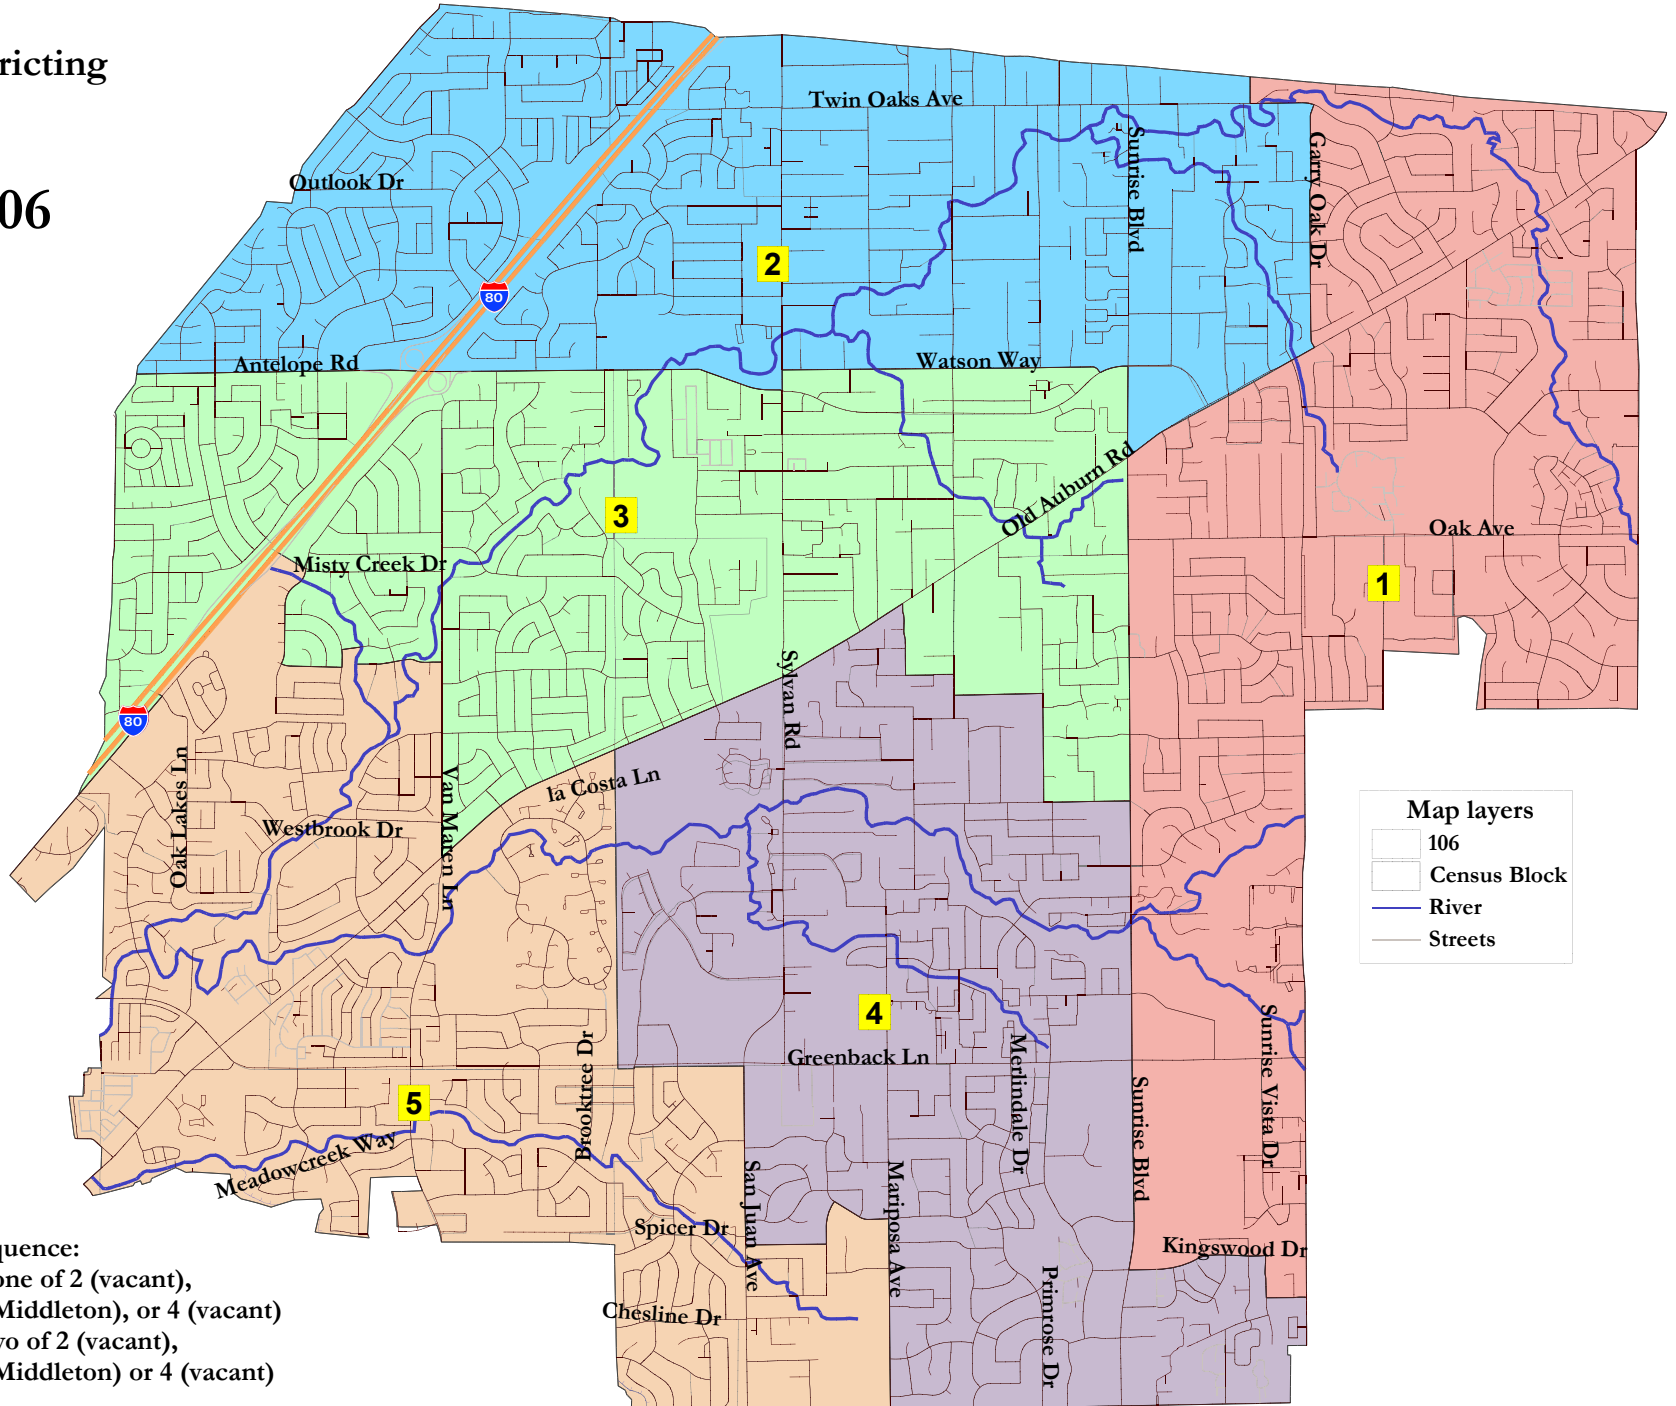 ricting
06
Twin Oaks Ave
Outlook Dr
Sunrise Blvd
Garry Oak Dr
2
80
Antelope Rd
Watson Way
Old Auburn Rd
3
Oak Ave
Misty Creek Dr
1
Sylvan Rd
80
Oak Lakes Ln
Van Maren Ln
la Costa Ln
Westbrook Dr
Map layers
106
Census Block
River
Streets
4
Greenback Ln
Merlindale Dr
Sunrise Vista Dr
Brooktree Dr
5
Sunrise Blvd
Meadowcreek Way
San Juan Ave
Mariposa Ave
Spicer Dr
Kingswood Dr
Primrose Dr
Chesline Dr
quence:
one of 2 (vacant),
Middleton), or 4 (vacant)
vo of 2 (vacant),
Middleton) or 4 (vacant)